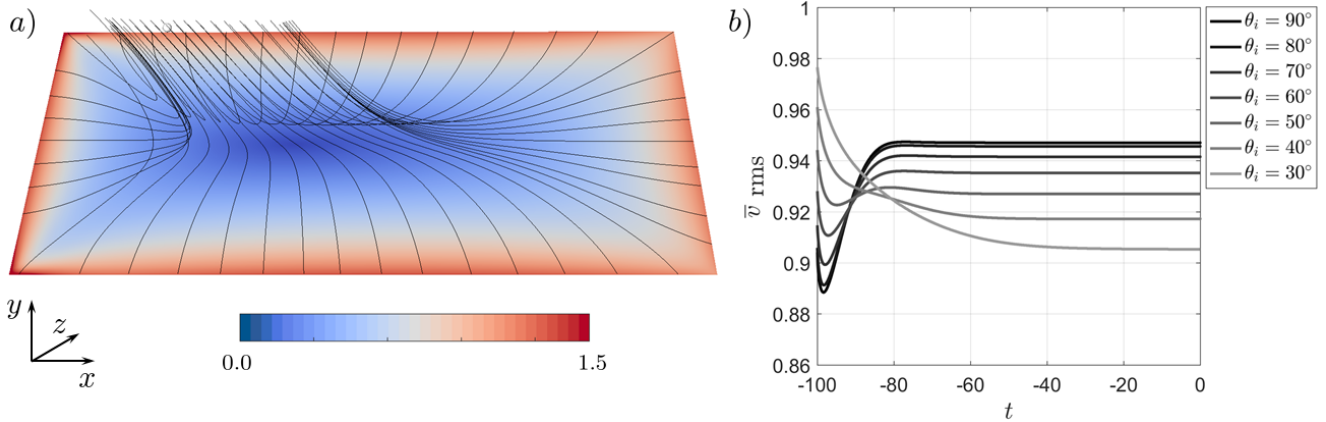 a)
y
z
x
0.0
1.5
b)
1
0.98
0.96
0.94
0.92
0.9
0.88
0.86
v̅ rms
-100
-80
-60
-40
-20
0
t
θᵢ = 90°
θᵢ = 80°
θᵢ = 70°
θᵢ = 60°
θᵢ = 50°
θᵢ = 40°
θᵢ = 30°